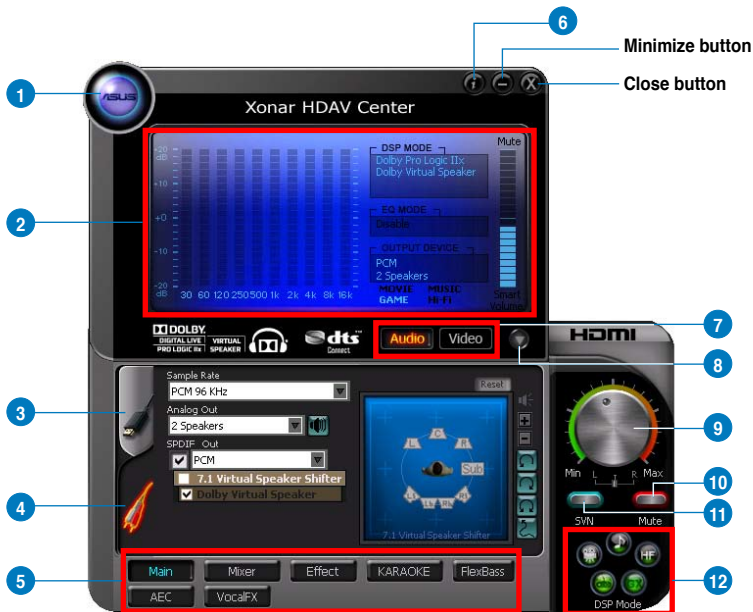 6
Minimize button
Close button
1
ASUS
Xonar HDAV Center
2
+20
dB
+10
+0
-10
-20
dB
30 60 120 250 500 1k 2k 4k 8k 16k
DSP MODE
Dolby Pro Logic IIx
Dolby Virtual Speaker
EQ MODE
Disable
OUTPUT DEVICE
PCM
2 Speakers
MOVIE MUSIC
GAME Hi-Fi
Mute
Smart
Volume
DOLBY
DIGITAL LIVE
PRO LOGIC IIx
VIRTUAL
SPEAKER
dts
Connect
Audio
Video
7
HDMI
8
3
Sample Rate
PCM 96 KHz
Analog Out
2 Speakers
SPDIF Out
PCM
7.1 Virtual Speaker Shifter
Dolby Virtual Speaker
Reset
L C R
Sub
Ls Lb Rb Rs
7.1 Virtual Speaker Shifter
4
9
Min L R Max
10
11
SVN Mute
5
Main Mixer Effect KARAOKE FlexBass
AEC VocalFX
HF
DSP Mode
12